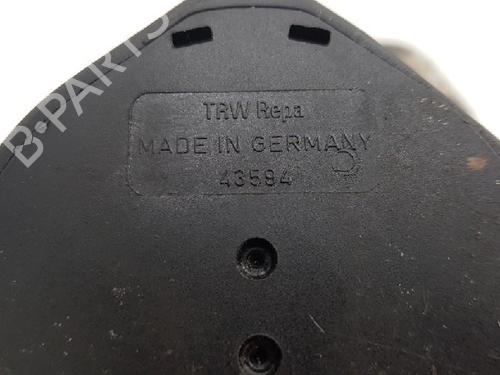 B-PARTS
TRW Repa
MADE IN GERMANY
43594